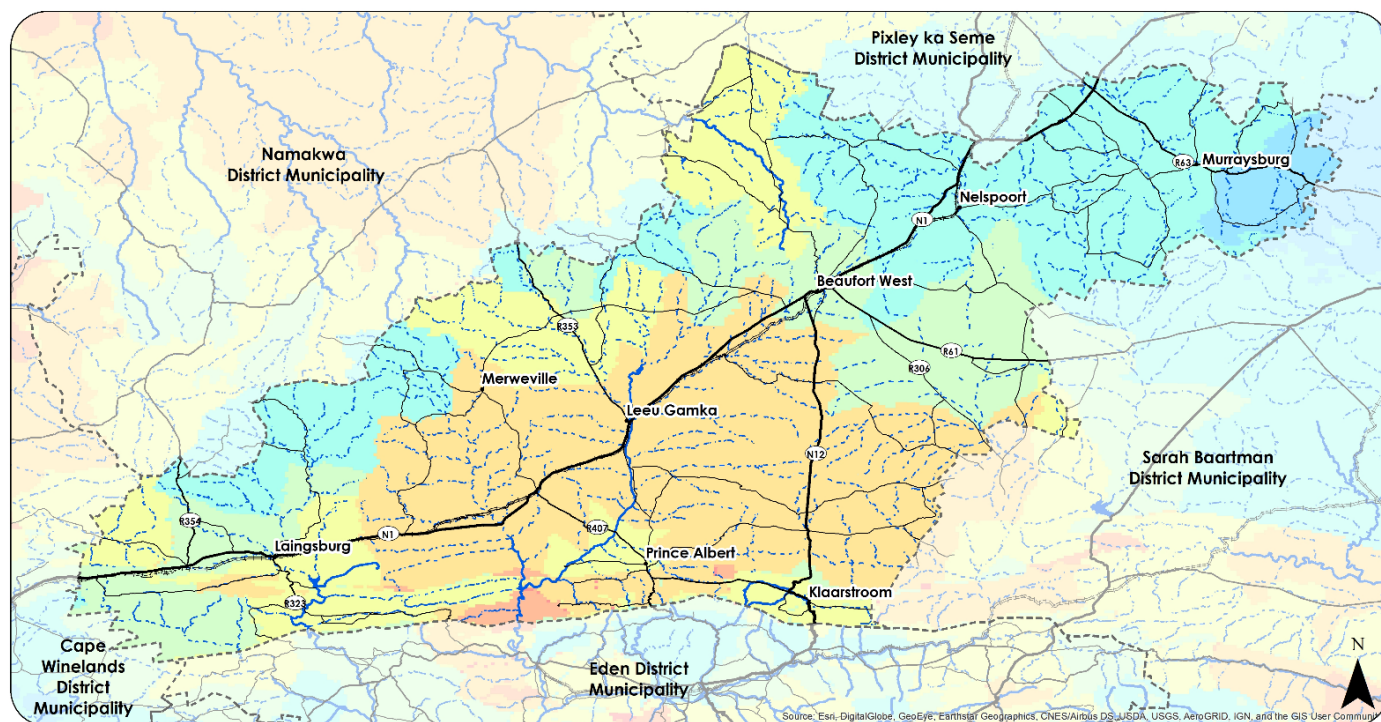 Pixley ka Seme
District Municipality
Namakwa
District Municipality
R63
Murraysburg
Nelspoort
N1
Beaufort West
R353
R61
R306
Merweville
Leeu Gamka
N12
Sarah Baartman
District Municipality
R354
R407
N1
Laingsburg
Prince Albert
Klaarstroom
R323
Cape
Winelands
District
Municipality
Eden District
Municipality
N
Source: Esri, DigitalGlobe, GeoEye, Earthstar Geographics, CNES/Airbus DS, USDA, USGS, AeroGRID, IGN, and the GIS User Community